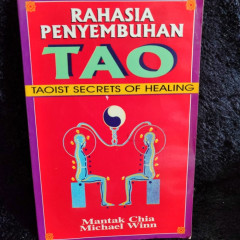 RAHASIA
PENYEMBUHAN
TAO
TAOIST SECRETS OF HEALING
Mantak Chia
Michael Winn